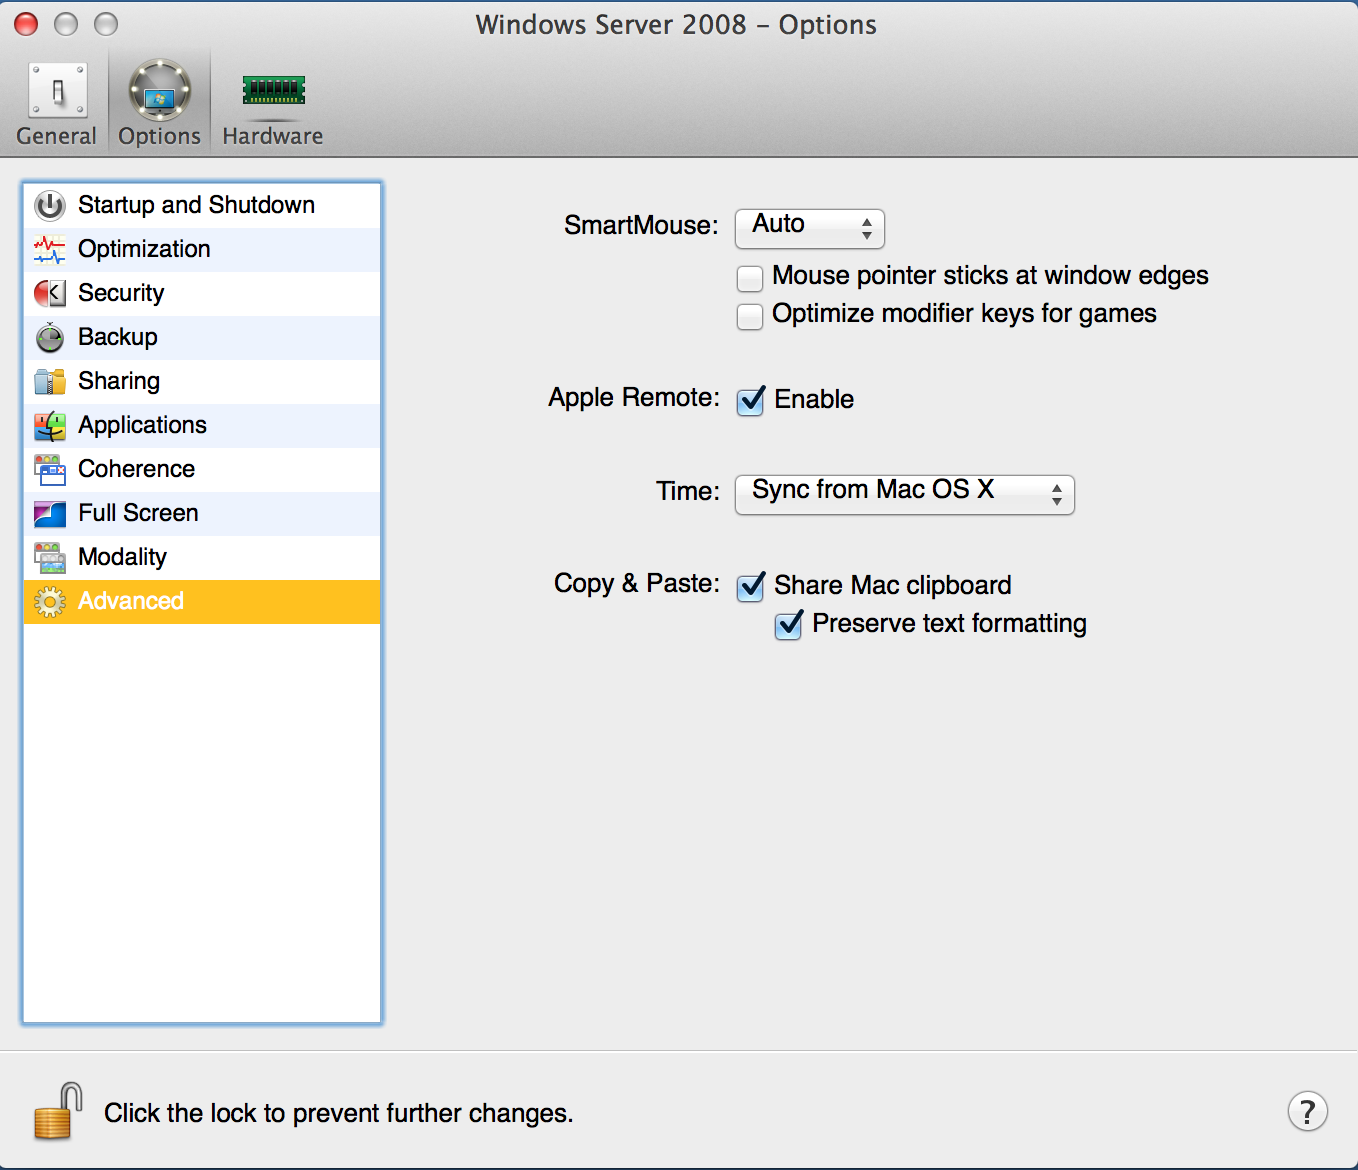 Windows Server 2008 – Options
General
Options
Hardware
Startup and Shutdown
Optimization
Security
Backup
Sharing
Applications
Coherence
Full Screen
Modality
Advanced
SmartMouse: Auto
Mouse pointer sticks at window edges
Optimize modifier keys for games
Apple Remote: Enable
Time: Sync from Mac OS X
Copy & Paste: Share Mac clipboard
Preserve text formatting
Click the lock to prevent further changes.
?